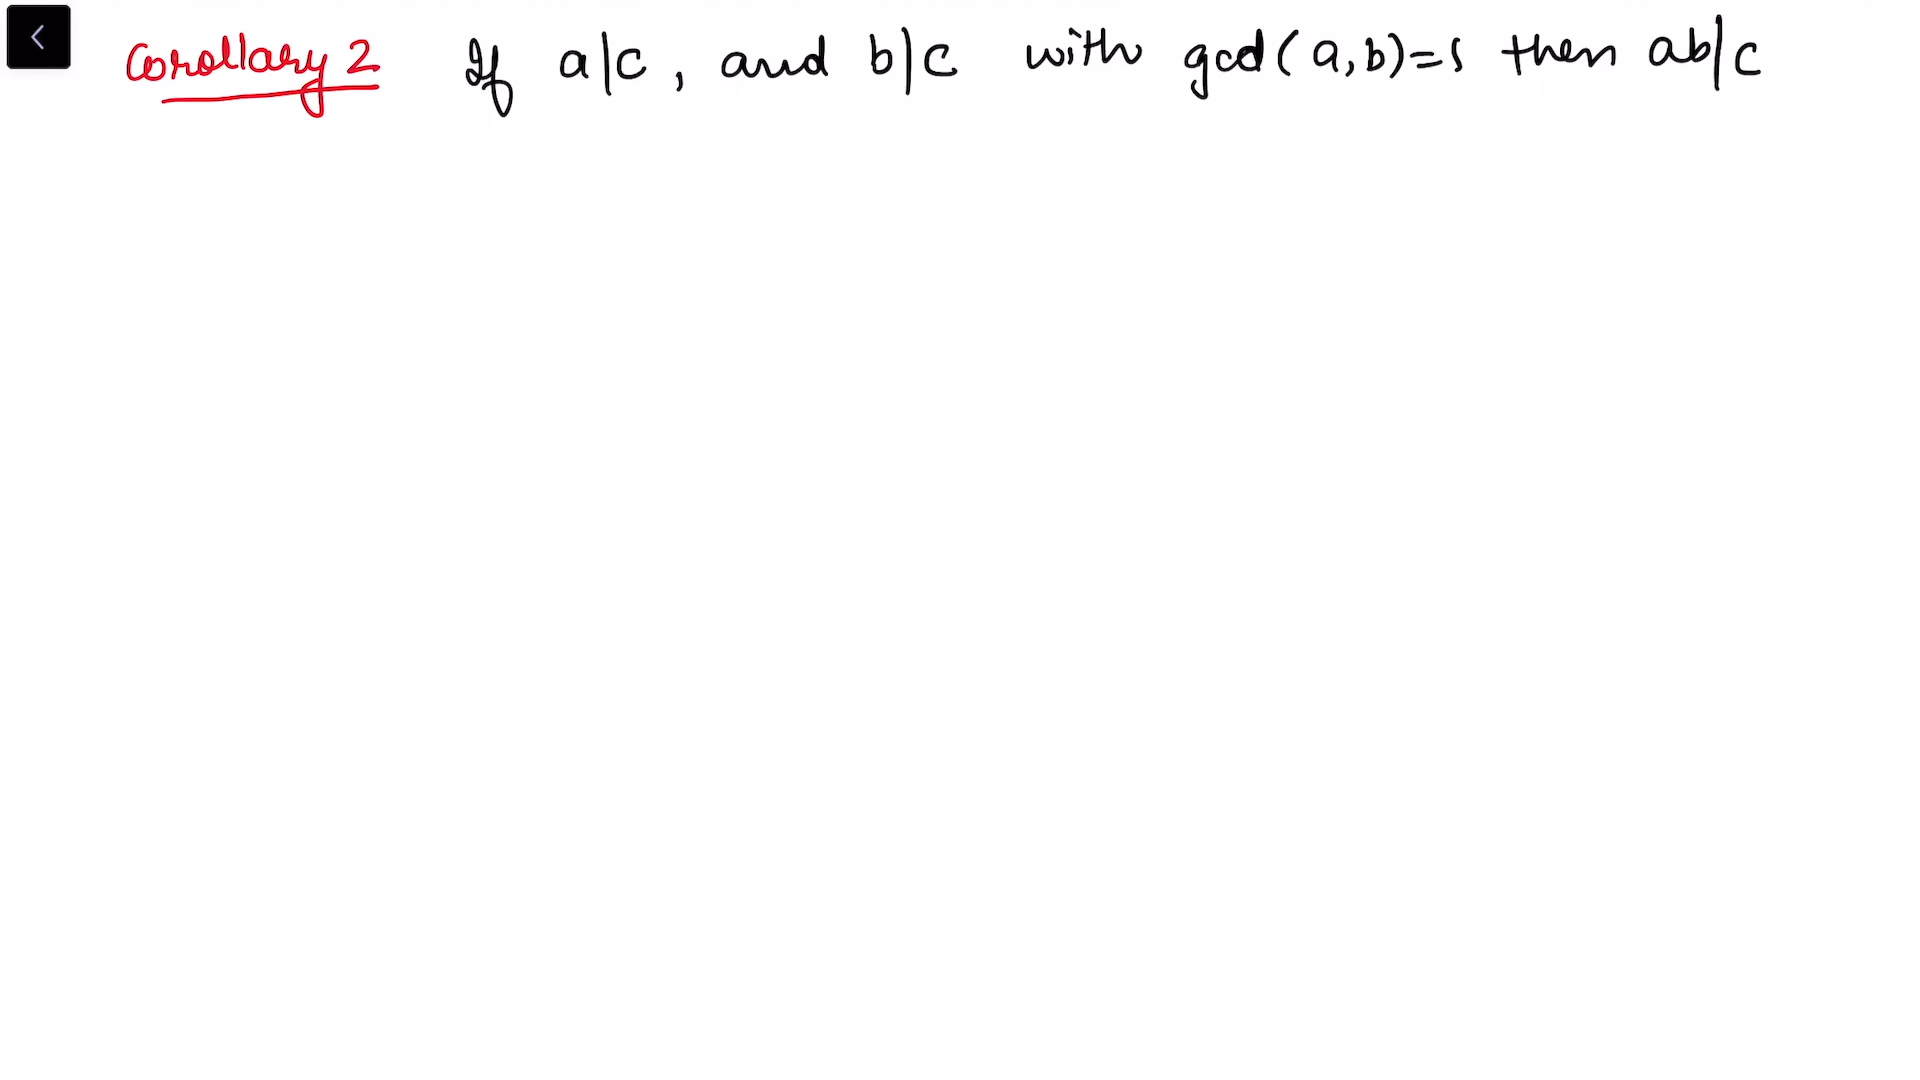 Corollary 2 If a|c, and b|c with gcd(a,b)=1 then ab|c